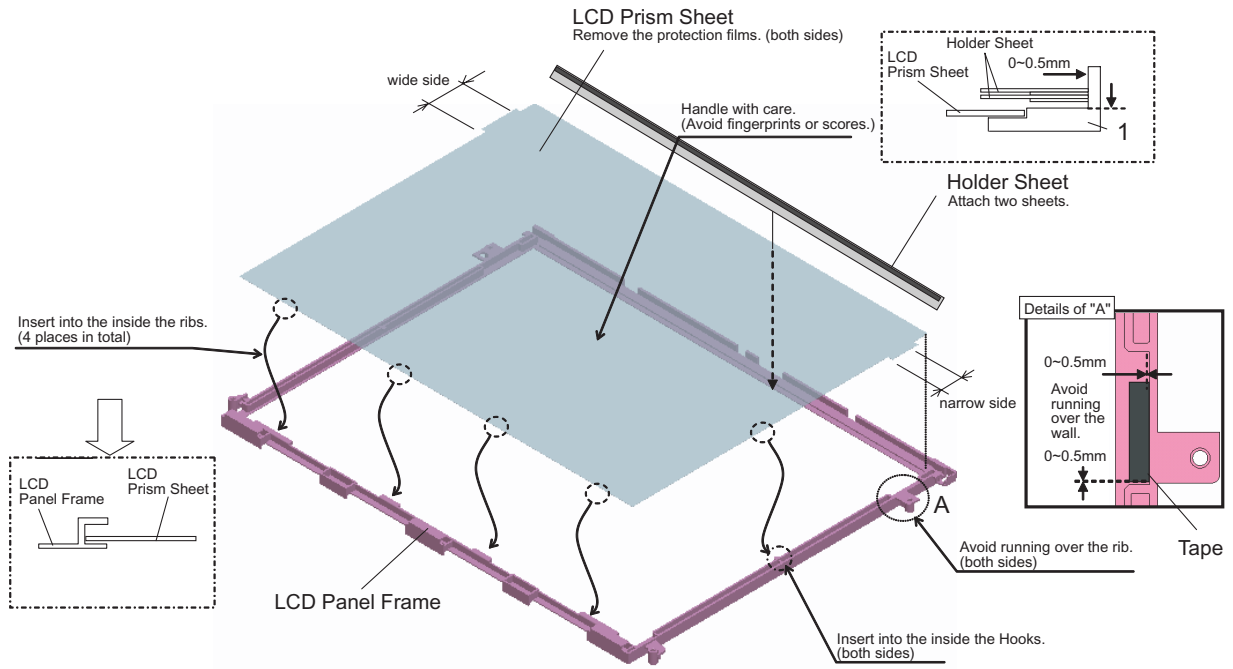 LCD Prism Sheet
Remove the protection films. (both sides)
wide side
Handle with care.
(Avoid fingerprints or scores.)
Holder Sheet
LCD
Prism Sheet
0~0.5mm
1
Holder Sheet
Attach two sheets.
Insert into the inside the ribs.
(4 places in total)
narrow side
Details of "A"
0~0.5mm
Avoid
running
over the
wall.
0~0.5mm
Tape
LCD
Panel Frame
LCD
Prism Sheet
A
Avoid running over the rib.
(both sides)
LCD Panel Frame
Insert into the inside the Hooks.
(both sides)